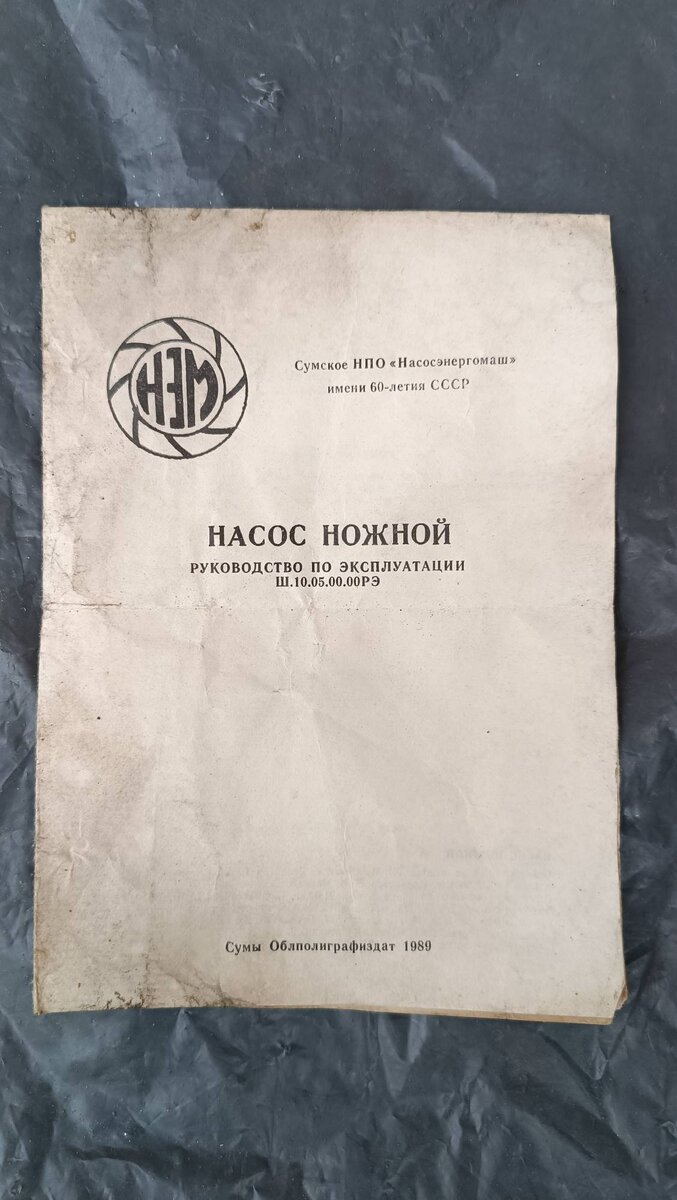 НЭМ
Сумское НПО «Насосэнергомаш»
имени 60-летия СССР
НАСОС НОЖНОЙ
РУКОВОДСТВО ПО ЭКСПЛУАТАЦИИ
Ш.10.05.00.00РЭ
Сумы Облполиграфиздат 1989